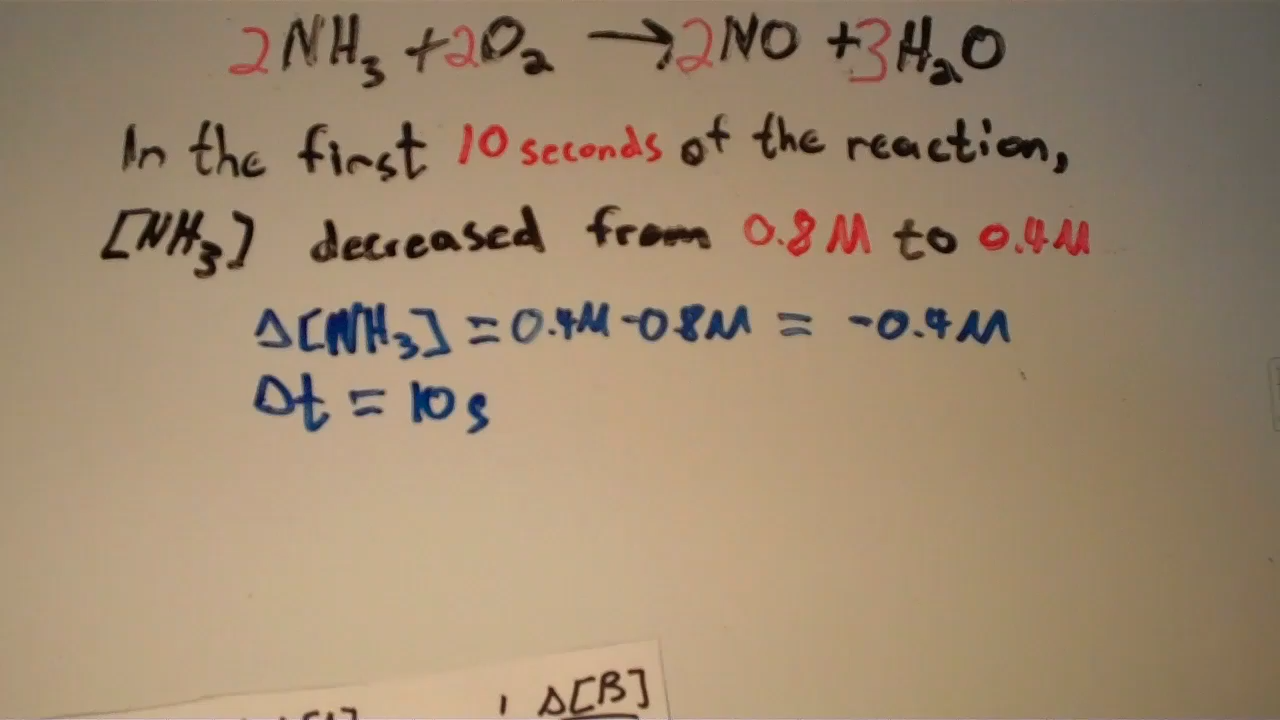 2NH₃ + 2O₂ → 2NO + 3H₂O
In the first 10 seconds of the reaction,
[NH₃] decreased from 0.8M to 0.4M
Δ[NH₃] = 0.4M - 0.8M = -0.4M
Δt = 10s
Δ[B]